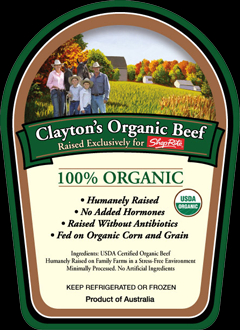 Clayton's Organic Beef
Raised Exclusively for ShopRite
100% ORGANIC
• Humanely Raised
• No Added Hormones
• Raised Without Antibiotics
• Fed on Organic Corn and Grain
USDA
ORGANIC
Ingredients: USDA Certified Organic Beef
Humanely Raised on Family Farms in a Stress-Free Environment
Minimally Processed. No Artificial Ingredients
KEEP REFRIGERATED OR FROZEN
Product of Australia